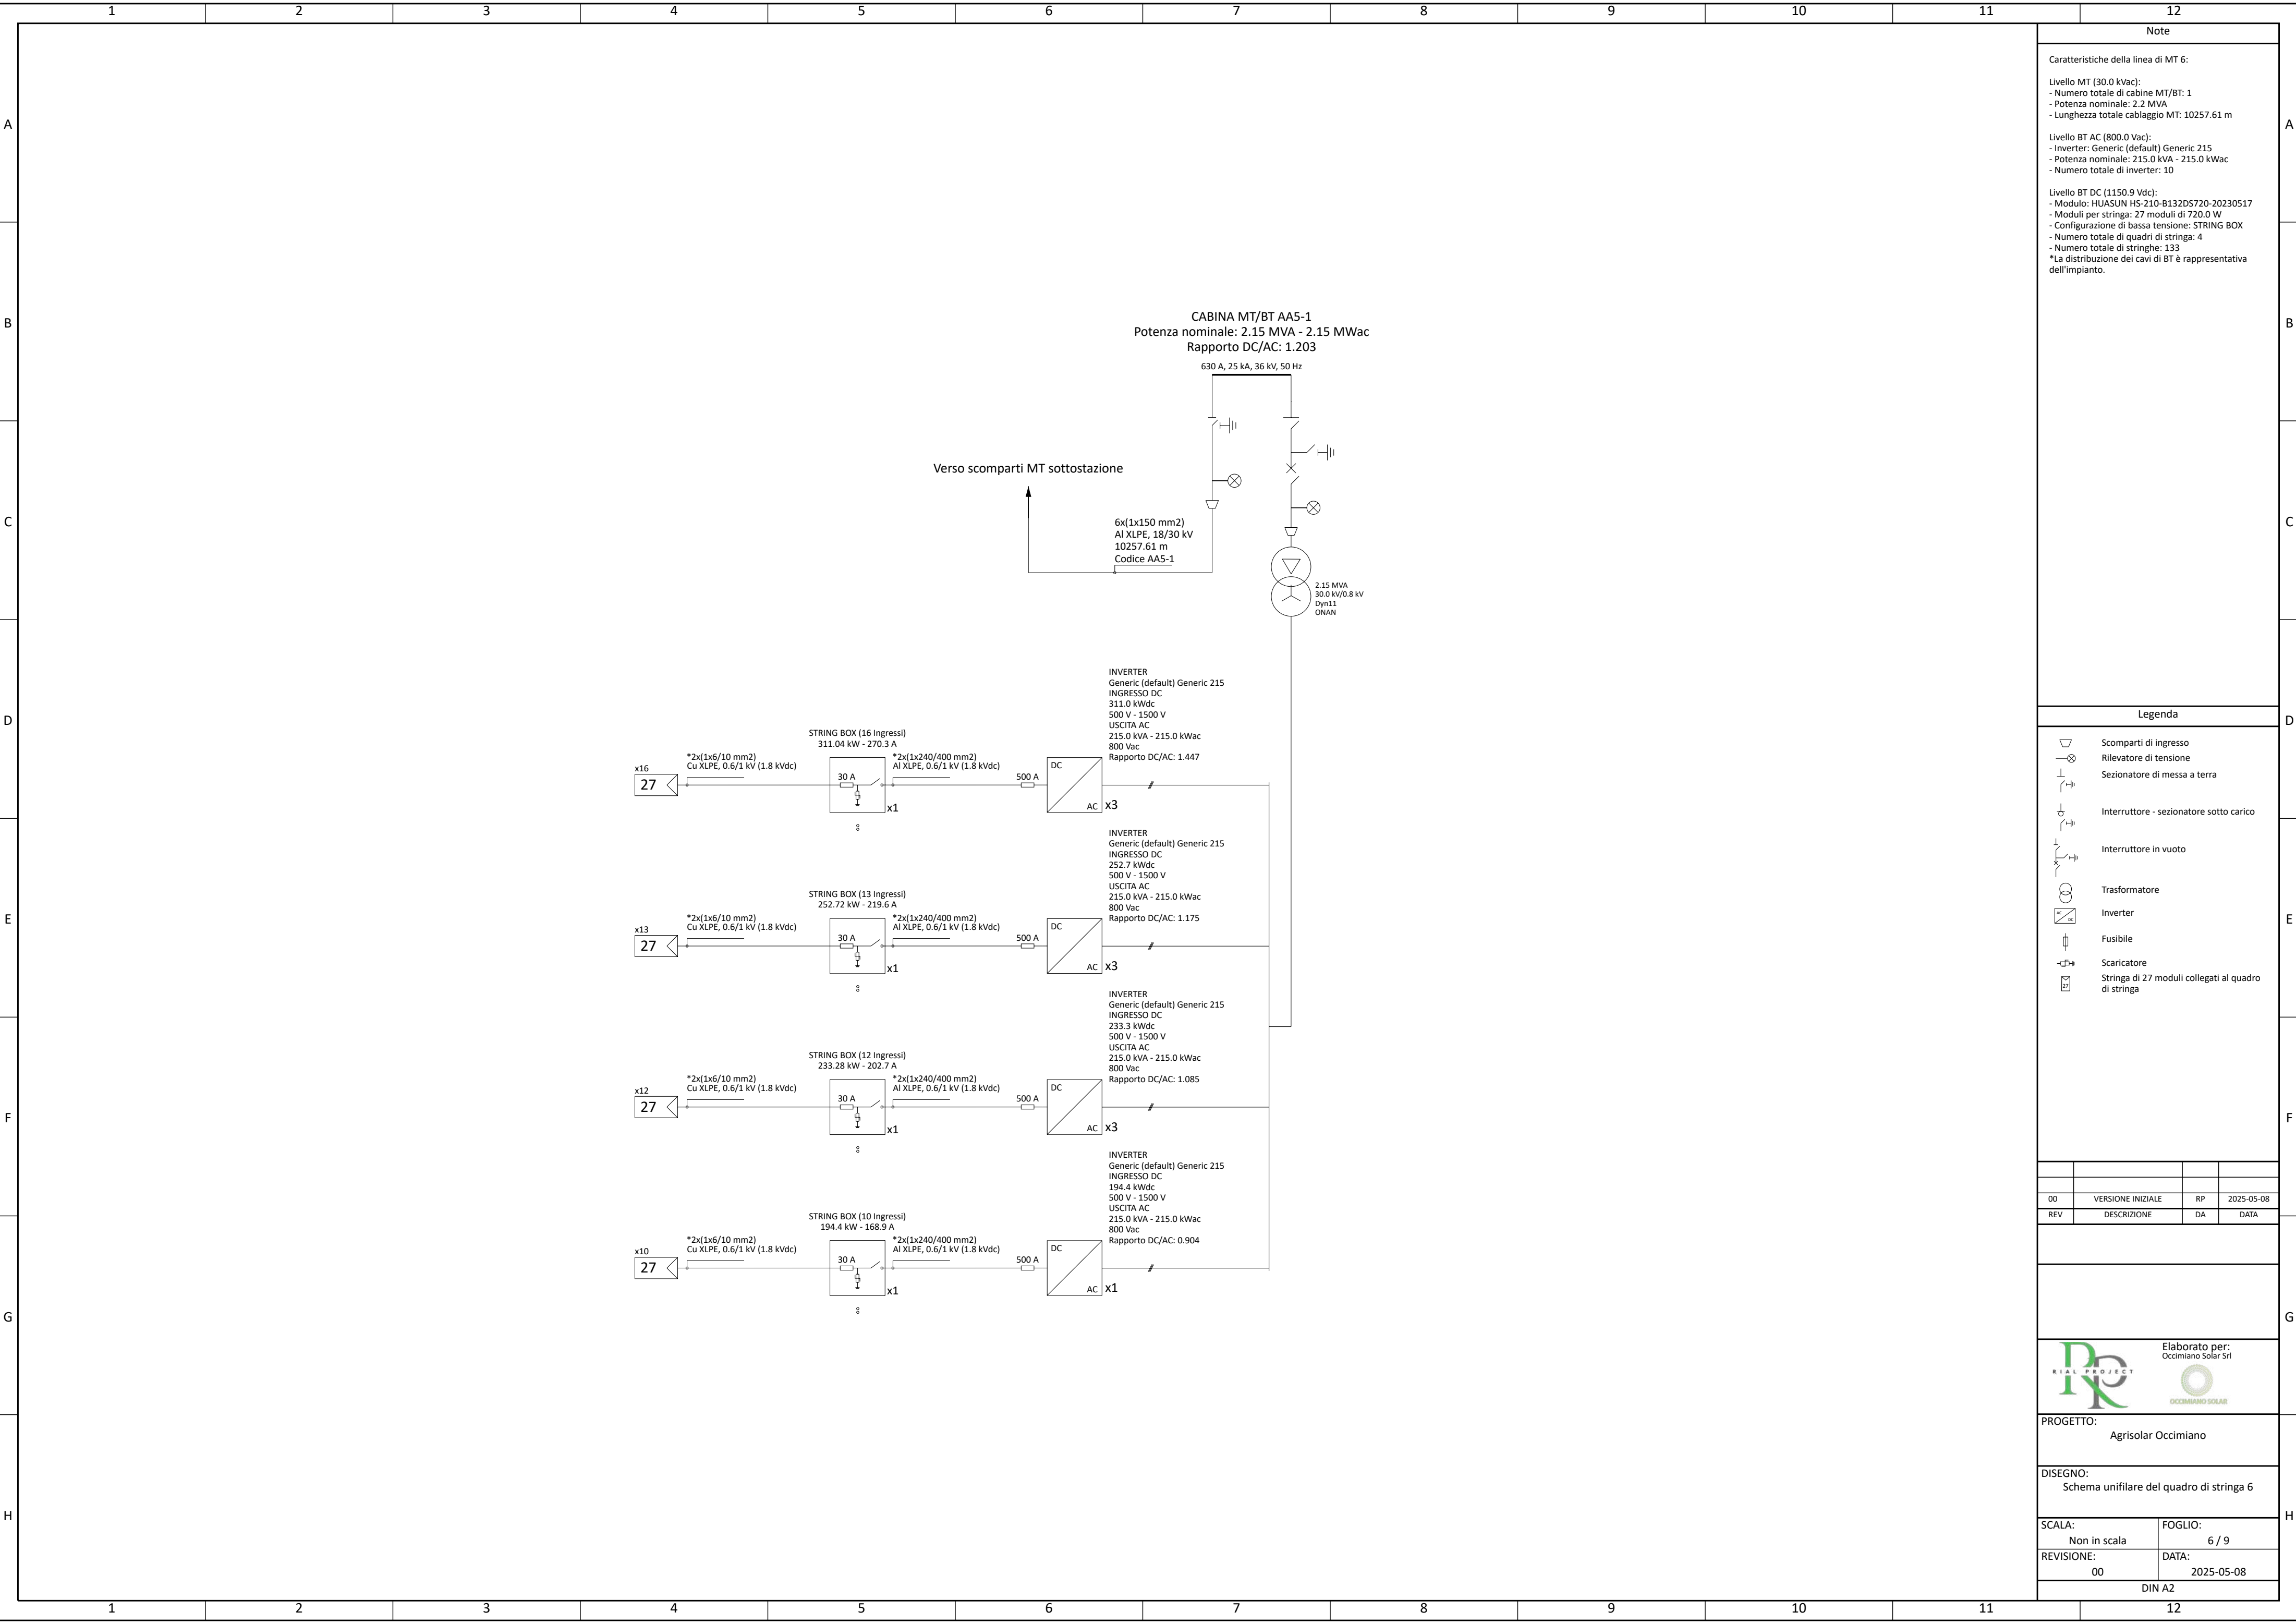 1 2 3 4 5 6 7 8 9 10 11 12
A
B
C
D
E
F
G
H
CABINA MT/BT AA5-1
Potenza nominale: 2.15 MVA - 2.15 MWac
Rapporto DC/AC: 1.203
630 A, 25 kA, 36 kV, 50 Hz
Verso scomparti MT sottostazione
6x(1x150 mm2)
Al XLPE, 18/30 kV
10257.61 m
Codice AA5-1
2.15 MVA
30.0 kV/0.8 kV
Dyn11
ONAN
x16
27
*2x(1x6/10 mm2)
Cu XLPE, 0.6/1 kV (1.8 kVdc)
STRING BOX (16 Ingressi)
311.04 kW - 270.3 A
30 A
x1
*2x(1x240/400 mm2)
Al XLPE, 0.6/1 kV (1.8 kVdc)
500 A
INVERTER
Generic (default) Generic 215
INGRESSO DC
311.0 kWdc
500 V - 1500 V
USCITA AC
215.0 kVA - 215.0 kWac
800 Vac
Rapporto DC/AC: 1.447
DC
AC x3
x13
27
*2x(1x6/10 mm2)
Cu XLPE, 0.6/1 kV (1.8 kVdc)
STRING BOX (13 Ingressi)
252.72 kW - 219.6 A
30 A
x1
*2x(1x240/400 mm2)
Al XLPE, 0.6/1 kV (1.8 kVdc)
500 A
INVERTER
Generic (default) Generic 215
INGRESSO DC
252.7 kWdc
500 V - 1500 V
USCITA AC
215.0 kVA - 215.0 kWac
800 Vac
Rapporto DC/AC: 1.175
DC
AC x3
x12
27
*2x(1x6/10 mm2)
Cu XLPE, 0.6/1 kV (1.8 kVdc)
STRING BOX (12 Ingressi)
233.28 kW - 202.7 A
30 A
x1
*2x(1x240/400 mm2)
Al XLPE, 0.6/1 kV (1.8 kVdc)
500 A
INVERTER
Generic (default) Generic 215
INGRESSO DC
233.3 kWdc
500 V - 1500 V
USCITA AC
215.0 kVA - 215.0 kWac
800 Vac
Rapporto DC/AC: 1.085
DC
AC x3
x10
27
*2x(1x6/10 mm2)
Cu XLPE, 0.6/1 kV (1.8 kVdc)
STRING BOX (10 Ingressi)
194.4 kW - 168.9 A
30 A
x1
*2x(1x240/400 mm2)
Al XLPE, 0.6/1 kV (1.8 kVdc)
500 A
INVERTER
Generic (default) Generic 215
INGRESSO DC
194.4 kWdc
500 V - 1500 V
USCITA AC
215.0 kVA - 215.0 kWac
800 Vac
Rapporto DC/AC: 0.904
DC
AC x1
Note
Caratteristiche della linea di MT 6:
Livello MT (30.0 kVac):
- Numero totale di cabine MT/BT: 1
- Potenza nominale: 2.2 MVA
- Lunghezza totale cablaggio MT: 10257.61 m
Livello BT AC (800.0 Vac):
- Inverter: Generic (default) Generic 215
- Potenza nominale: 215.0 kVA - 215.0 kWac
- Numero totale di inverter: 10
Livello BT DC (1150.9 Vdc):
- Modulo: HUASUN HS-210-B132DS720-20230517
- Moduli per stringa: 27 moduli di 720.0 W
- Configurazione di bassa tensione: STRING BOX
- Numero totale di quadri di stringa: 4
- Numero totale di stringhe: 133
*La distribuzione dei cavi di BT è rappresentativa
dell'impianto.
Legenda
Scomparti di ingresso
Rilevatore di tensione
Sezionatore di messa a terra
Interruttore - sezionatore sotto carico
Interruttore in vuoto
Trasformatore
AC
DC
Inverter
Fusibile
Scaricatore
27
Stringa di 27 moduli collegati al quadro
di stringa
00 VERSIONE INIZIALE RP 2025-05-08
REV DESCRIZIONE DA DATA
RIAL PROJECT
Elaborato per:
Occimiano Solar Srl
OCCIMIANO SOLAR
PROGETTO:
Agrisolar Occimiano
DISEGNO:
Schema unifilare del quadro di stringa 6
SCALA:
Non in scala
FOGLIO:
6 / 9
REVISIONE:
00
DATA:
2025-05-08
DIN A2
A
B
C
D
E
F
G
H
1 2 3 4 5 6 7 8 9 10 11 12